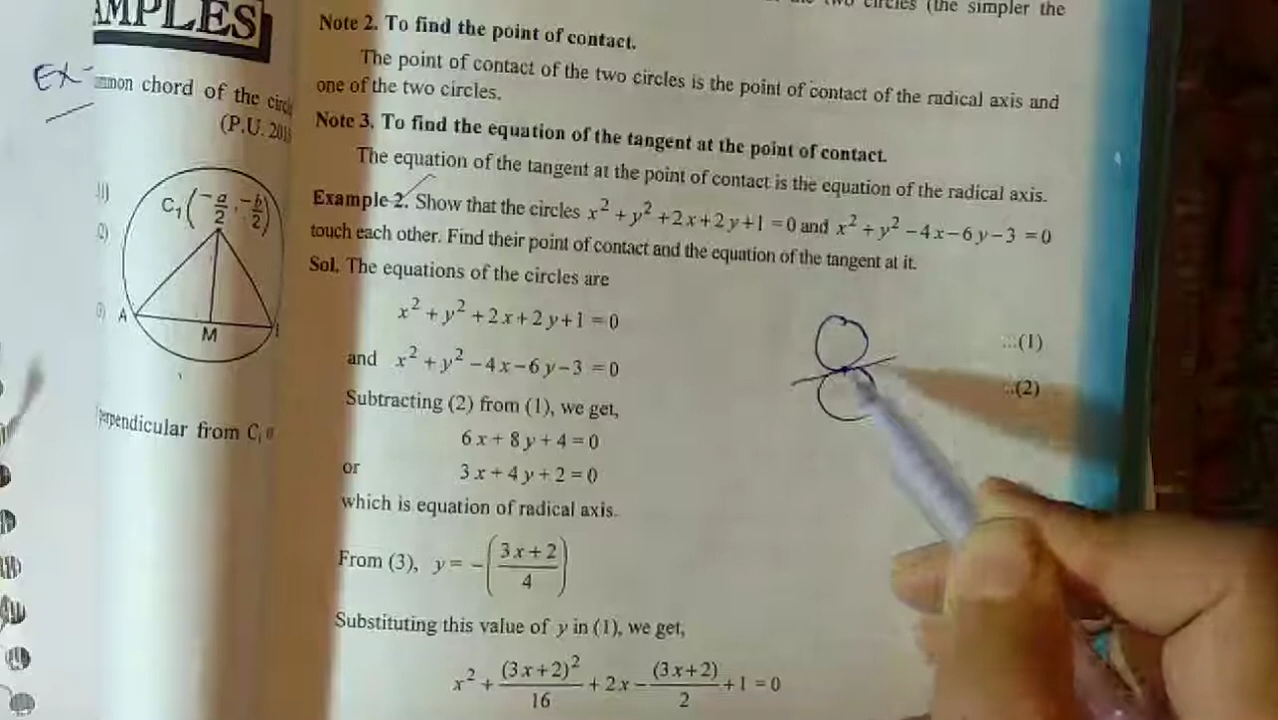 AMPLES
Ex-
mmon chord of the circl
(P.U. 201
C₁(-a/2, -b/2)
A
M
perpendicular from C₁
circles (the simpler the
Note 2. To find the point of contact.
The point of contact of the two circles is the point of contact of the radical axis and
one of the two circles.
Note 3. To find the equation of the tangent at the point of contact.
The equation of the tangent at the point of contact is the equation of the radical axis.
Example 2. Show that the circles x² + y² + 2x + 2y + 1 = 0 and x² + y² − 4x − 6y − 3 = 0
touch each other. Find their point of contact and the equation of the tangent at it.
Sol. The equations of the circles are
x² + y² + 2x + 2y + 1 = 0 ...(1)
and x² + y² − 4x − 6y − 3 = 0 ...(2)
Subtracting (2) from (1), we get,
6x + 8y + 4 = 0
or 3x + 4y + 2 = 0
which is equation of radical axis.
From (3), y = −((3x + 2)/4)
Substituting this value of y in (1), we get,
x² + (3x + 2)²/16 + 2x − (3x + 2)/2 + 1 = 0